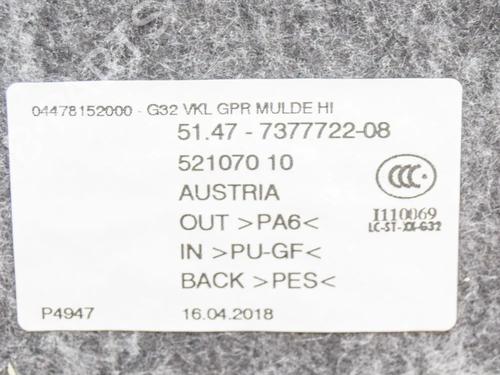 04478152000 - G32 VKL GPR MULDE HI
51.47 - 7377722-08
521070 10
AUSTRIA
OUT >PA6<
IN >PU-GF<
BACK >PES<
CCC
I110069
LC-ST-XX-G32
P4947
16.04.2018